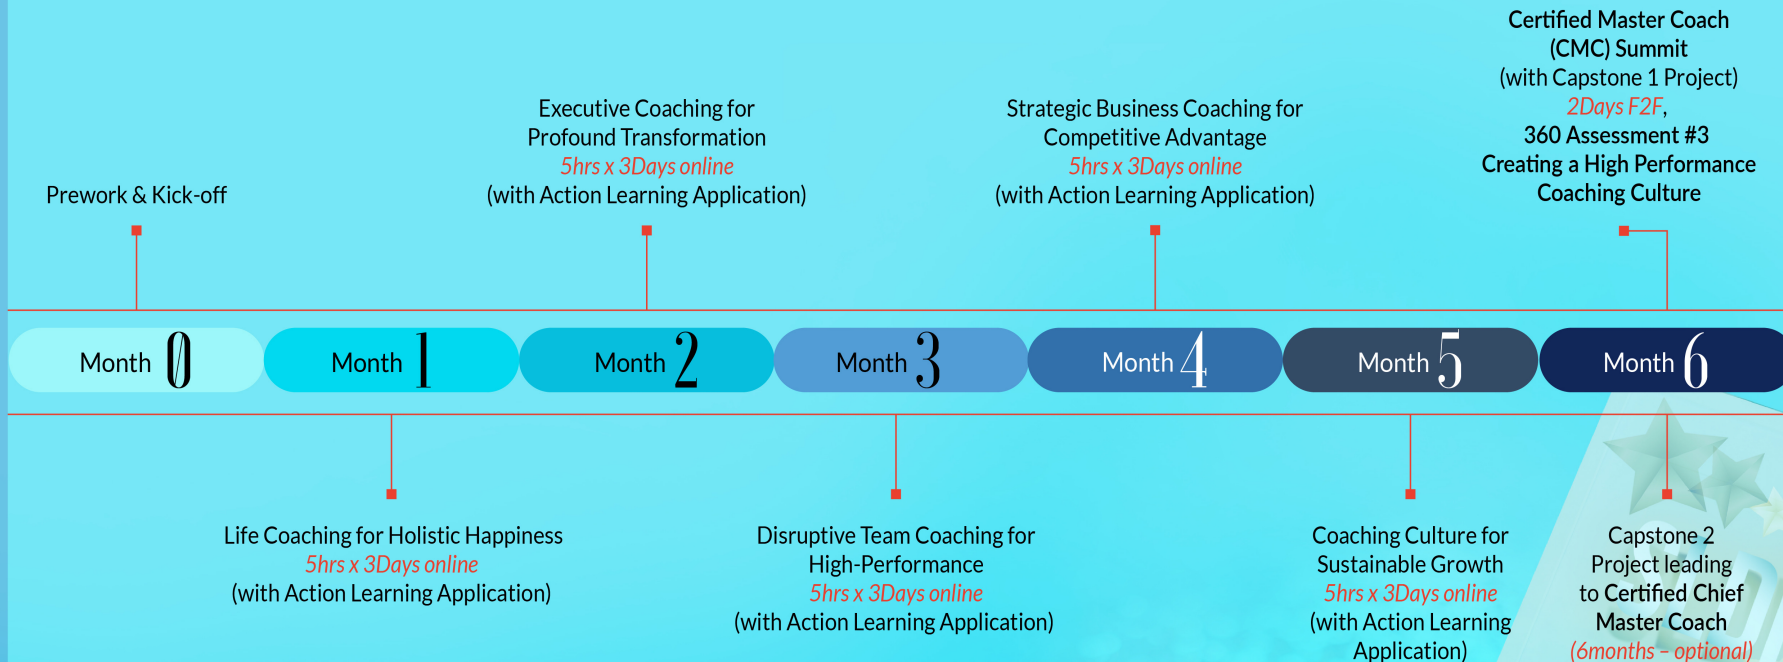 Certified Master Coach
(CMC) Summit
(with Capstone 1 Project)
2Days F2F,
360 Assessment #3
Creating a High Performance
Coaching Culture
Executive Coaching for
Profound Transformation
5hrs x 3Days online
(with Action Learning Application)
Strategic Business Coaching for
Competitive Advantage
5hrs x 3Days online
(with Action Learning Application)
Prework & Kick-off
Month 0
Month 1
Month 2
Month 3
Month 4
Month 5
Month 6
Life Coaching for Holistic Happiness
5hrs x 3Days online
(with Action Learning Application)
Disruptive Team Coaching for
High-Performance
5hrs x 3Days online
(with Action Learning Application)
Coaching Culture for
Sustainable Growth
5hrs x 3Days online
(with Action Learning
Application)
Capstone 2
Project leading
to Certified Chief
Master Coach
(6months – optional)